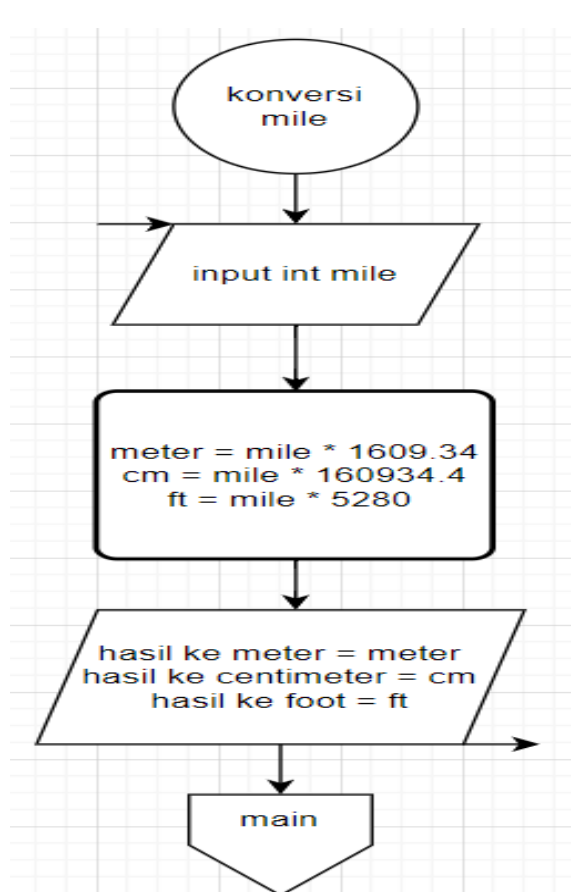 konversi
mile
input int mile
meter = mile * 1609.34
cm = mile * 160934.4
ft = mile * 5280
hasil ke meter = meter
hasil ke centimeter = cm
hasil ke foot = ft
main